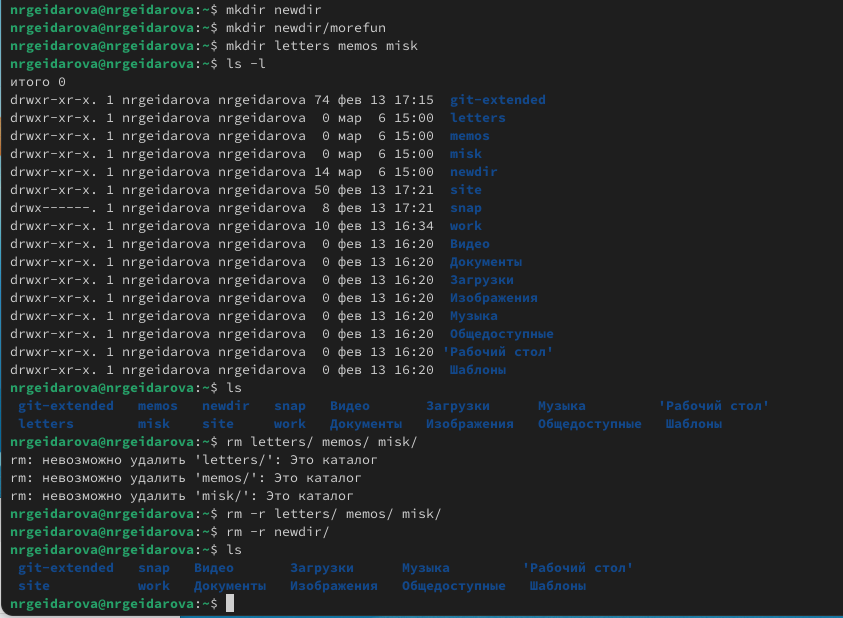 nrgeidarova@nrgeidarova:~$ mkdir newdir
nrgeidarova@nrgeidarova:~$ mkdir newdir/morefun
nrgeidarova@nrgeidarova:~$ mkdir letters memos misk
nrgeidarova@nrgeidarova:~$ ls -l
итого 0
drwxr-xr-x. 1 nrgeidarova nrgeidarova 74 фев 13 17:15  git-extended
drwxr-xr-x. 1 nrgeidarova nrgeidarova  0 мар  6 15:00  letters
drwxr-xr-x. 1 nrgeidarova nrgeidarova  0 мар  6 15:00  memos
drwxr-xr-x. 1 nrgeidarova nrgeidarova  0 мар  6 15:00  misk
drwxr-xr-x. 1 nrgeidarova nrgeidarova 14 мар  6 15:00  newdir
drwxr-xr-x. 1 nrgeidarova nrgeidarova 50 фев 13 17:21  site
drwx------. 1 nrgeidarova nrgeidarova  8 фев 13 17:21  snap
drwxr-xr-x. 1 nrgeidarova nrgeidarova 10 фев 13 16:34  work
drwxr-xr-x. 1 nrgeidarova nrgeidarova  0 фев 13 16:20  Видео
drwxr-xr-x. 1 nrgeidarova nrgeidarova  0 фев 13 16:20  Документы
drwxr-xr-x. 1 nrgeidarova nrgeidarova  0 фев 13 16:20  Загрузки
drwxr-xr-x. 1 nrgeidarova nrgeidarova  0 фев 13 16:20  Изображения
drwxr-xr-x. 1 nrgeidarova nrgeidarova  0 фев 13 16:20  Музыка
drwxr-xr-x. 1 nrgeidarova nrgeidarova  0 фев 13 16:20  Общедоступные
drwxr-xr-x. 1 nrgeidarova nrgeidarova  0 фев 13 16:20 'Рабочий стол'
drwxr-xr-x. 1 nrgeidarova nrgeidarova  0 фев 13 16:20  Шаблоны
nrgeidarova@nrgeidarova:~$ ls
git-extended   memos   newdir   snap   Видео       Загрузки      Музыка         'Рабочий стол'
letters        misk    site     work   Документы   Изображения   Общедоступные   Шаблоны
nrgeidarova@nrgeidarova:~$ rm letters/ memos/ misk/
rm: невозможно удалить 'letters/': Это каталог
rm: невозможно удалить 'memos/': Это каталог
rm: невозможно удалить 'misk/': Это каталог
nrgeidarova@nrgeidarova:~$ rm -r letters/ memos/ misk/
nrgeidarova@nrgeidarova:~$ rm -r newdir/
nrgeidarova@nrgeidarova:~$ ls
git-extended   snap   Видео       Загрузки      Музыка         'Рабочий стол'
site           work   Документы   Изображения   Общедоступные   Шаблоны
nrgeidarova@nrgeidarova:~$